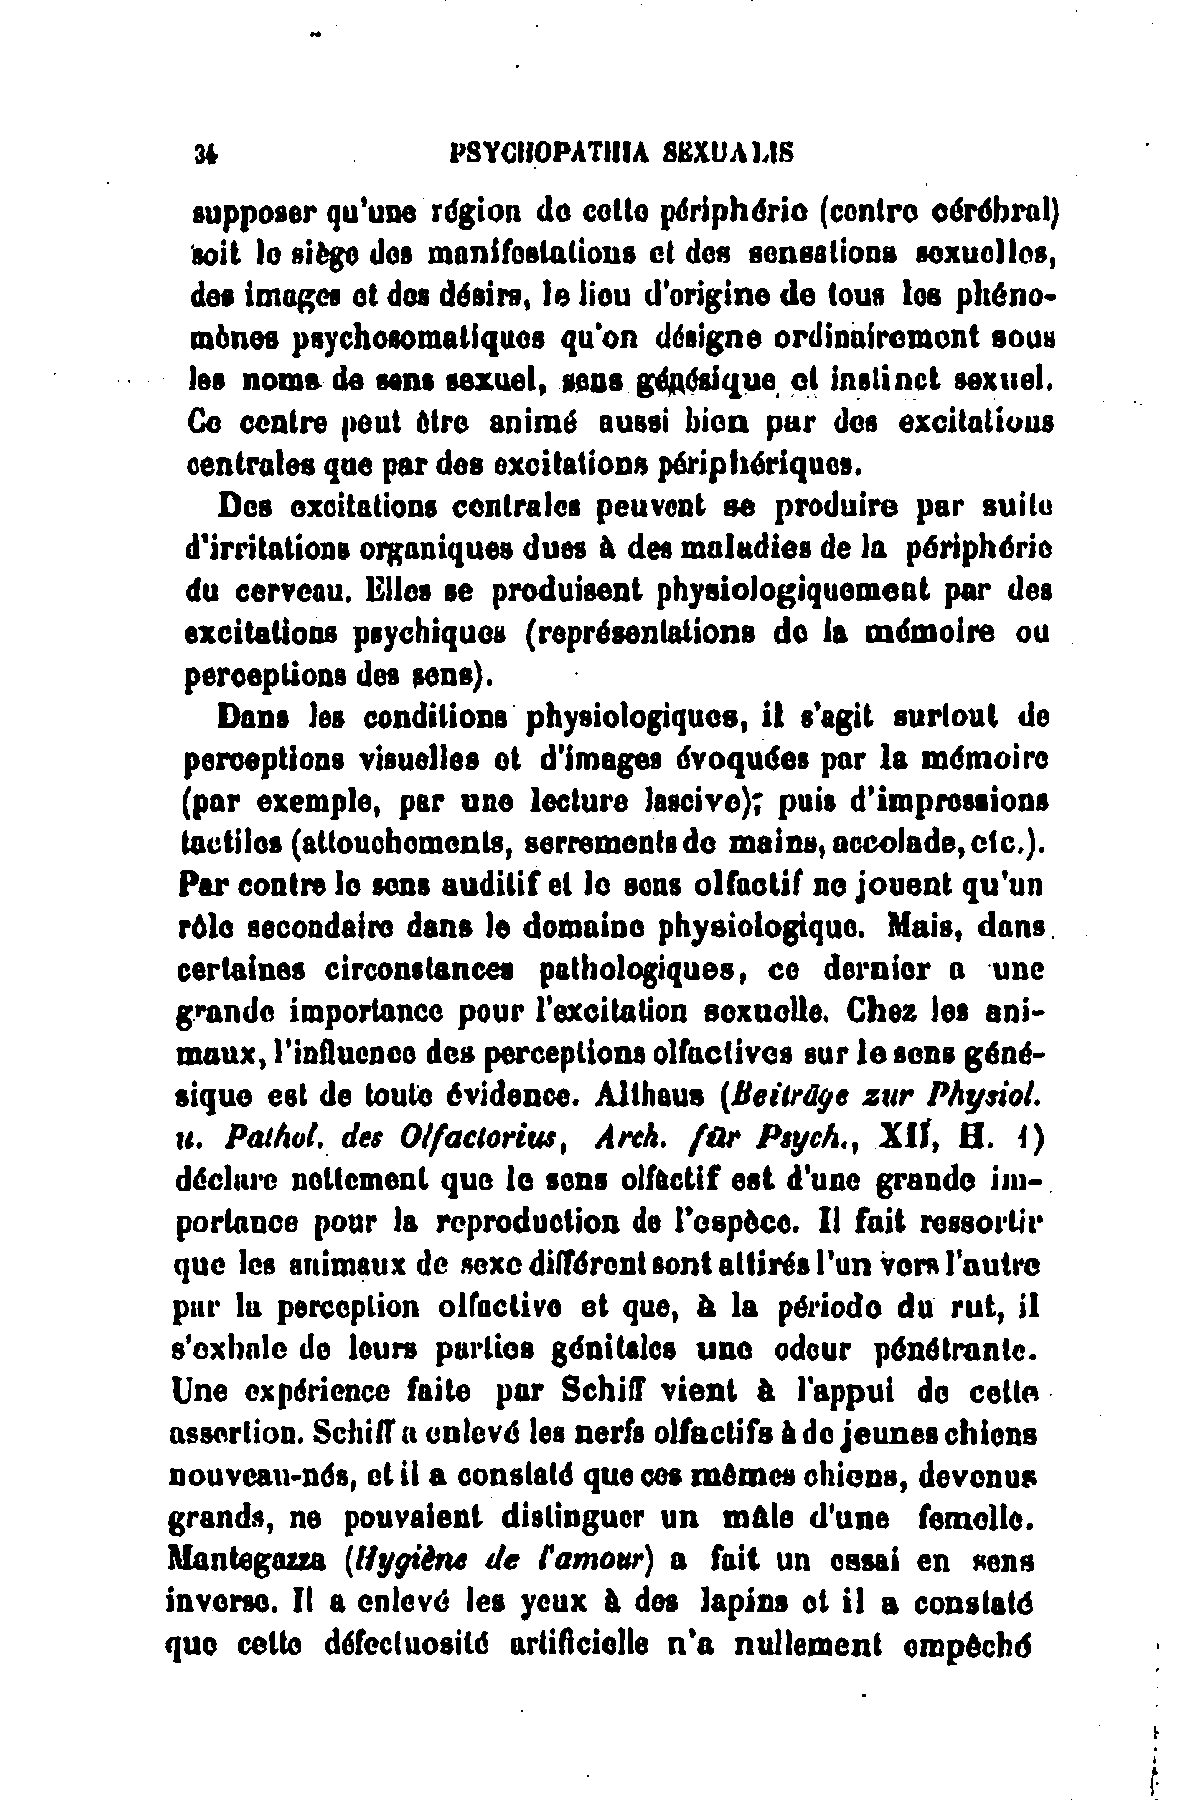 34 PSYCHOPATHIA SEXUALIS
supposer qu'une région de cette périphérie (centre cérébral)
soit le siège des manifestations et des sensations sexuelles,
des images et des désirs, le lieu d'origine de tous les phéno-
mènes psychosomatiques qu'on désigne ordinairement sous
les noms de sens sexuel, sens génésique et instinct sexuel.
Ce centre peut être animé aussi bien par des excitations
centrales que par des excitations périphériques.
Des excitations centrales peuvent se produire par suite
d'irritations organiques dues à des maladies de la périphérie
du cerveau. Elles se produisent physiologiquement par des
excitations psychiques (représentations de la mémoire ou
perceptions des sens).
Dans les conditions physiologiques, il s'agit surtout de
perceptions visuelles et d'images évoquées par la mémoire
(par exemple, par une lecture lascive); puis d'impressions
tactiles (attouchements, serrements de mains, accolade, etc.).
Par contre le sens auditif et le sens olfactif ne jouent qu'un
rôle secondaire dans le domaine physiologique. Mais, dans
certaines circonstances pathologiques, ce dernier a une
grande importance pour l'excitation sexuelle. Chez les ani-
maux, l'influence des perceptions olfactives sur le sens géné-
sique est de toute évidence. Althaus (Beiträge zur Physiol.
u. Pathol. des Olfactorius, Arch. für Psych., XII, H. 1)
déclare nettement que le sens olfactif est d'une grande im-
portance pour la reproduction de l'espèce. Il fait ressortir
que les animaux de sexe différent sont attirés l'un vers l'autre
par la perception olfactive et que, à la période du rut, il
s'exhale de leurs parties génitales une odeur pénétrante.
Une expérience faite par Schiff vient à l'appui de cette
assertion. Schiff a enlevé les nerfs olfactifs à de jeunes chiens
nouveau-nés, et il a constaté que ces mêmes chiens, devenus
grands, ne pouvaient distinguer un mâle d'une femelle.
Mantegazza (Hygiène de l'amour) a fait un essai en sens
inverse. Il a enlevé les yeux à des lapins et il a constaté
que cette défectuosité artificielle n'a nullement empêché